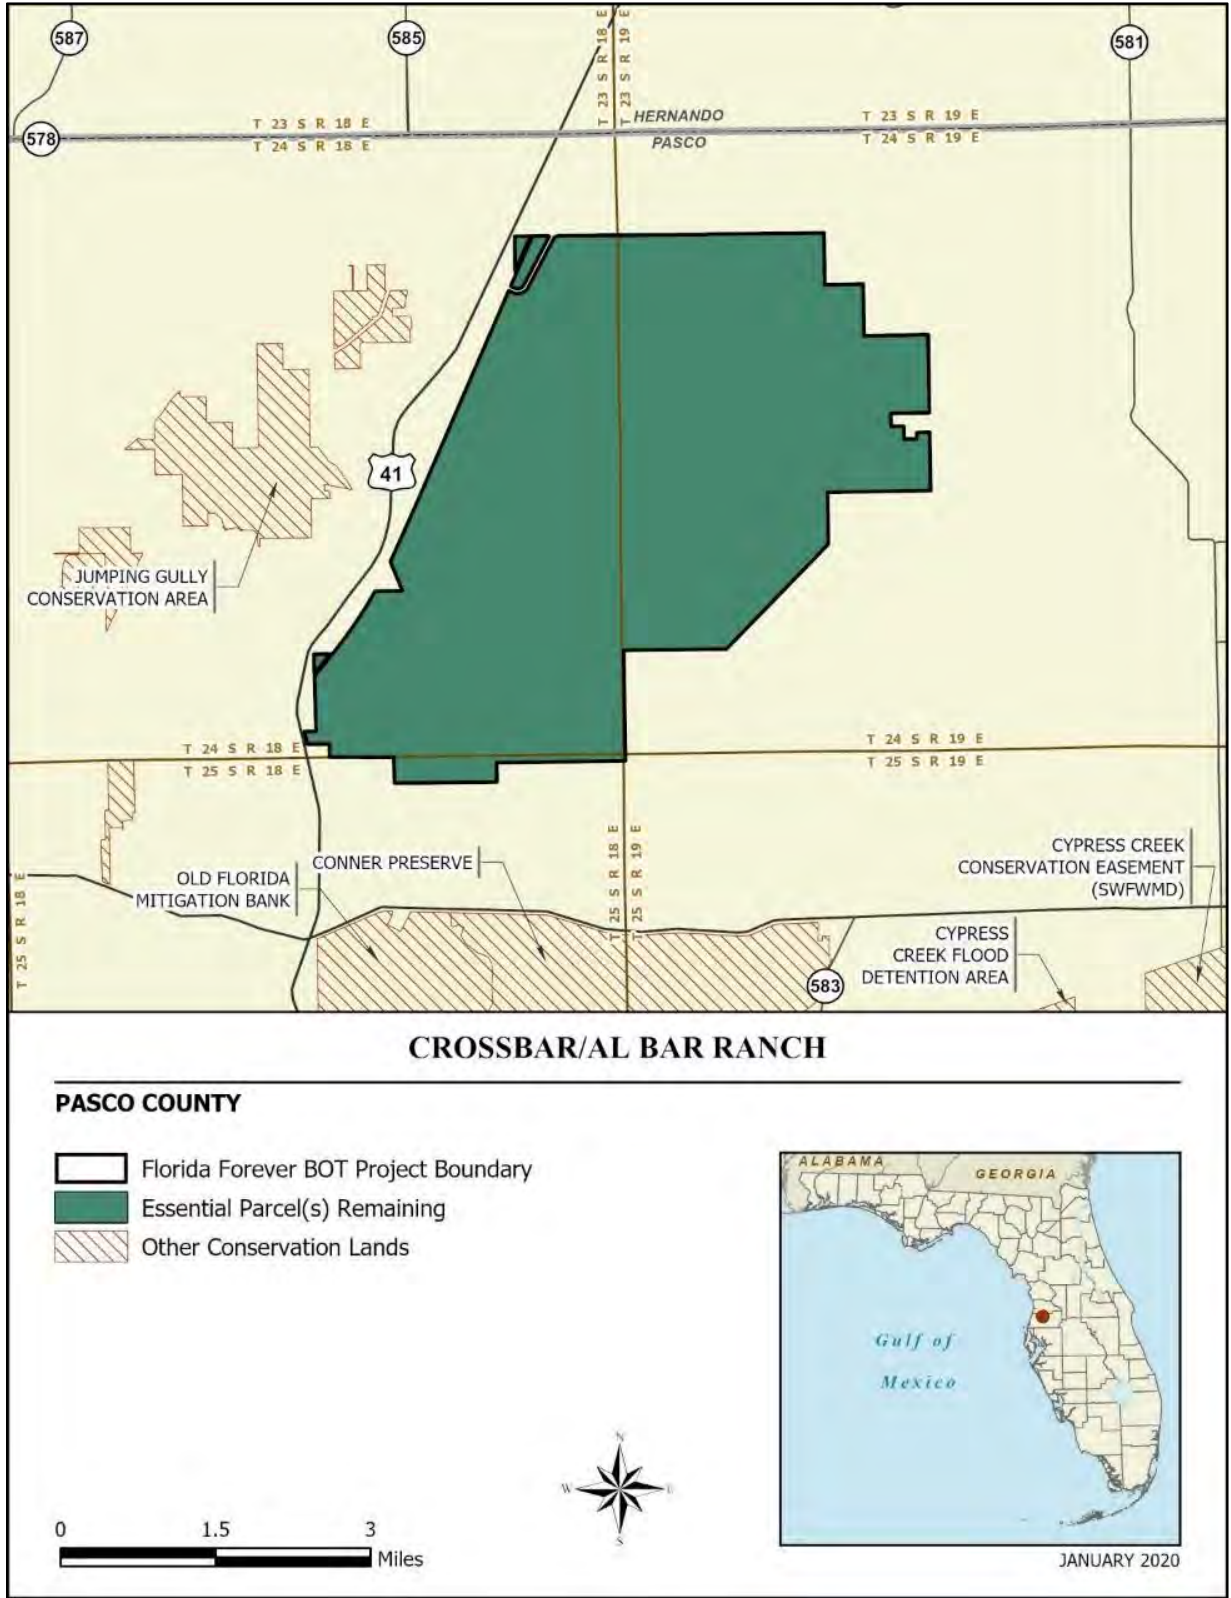 587
585
581
T 23 S R 18 E
T 23 S R 19 E
T 23 S R 18 E
HERNANDO
T 23 S R 19 E
578
T 24 S R 18 E
PASCO
T 24 S R 19 E
41
JUMPING GULLY
CONSERVATION AREA
T 24 S R 18 E
T 24 S R 19 E
T 25 S R 18 E
T 25 S R 19 E
T 25 S R 18 E
T 25 S R 19 E
T 25 S R 18 E
OLD FLORIDA
MITIGATION BANK
CONNER PRESERVE
CYPRESS CREEK
CONSERVATION EASEMENT
(SWFWMD)
CYPRESS
CREEK FLOOD
DETENTION AREA
583
CROSSBAR/AL BAR RANCH
PASCO COUNTY
Florida Forever BOT Project Boundary
Essential Parcel(s) Remaining
Other Conservation Lands
ALABAMA
GEORGIA
Gulf of
Mexico
N
W E
S
0 1.5 3
Miles
JANUARY 2020